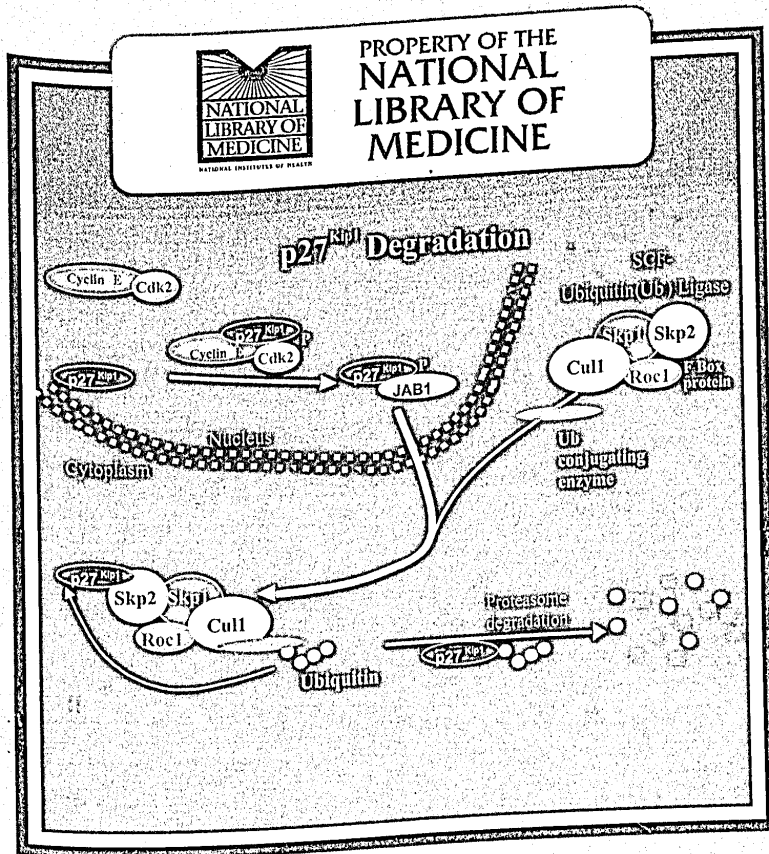 NATIONAL
LIBRARY OF
MEDICINE
NATIONAL INSTITUTES OF HEALTH
PROPERTY OF THE
NATIONAL
LIBRARY OF
MEDICINE
p27Kip1 Degradation
SCF-
Ubiquitin(Ub) Ligase
Cyclin E
Cdk2
p27Kip1
P
Cyclin E
Cdk2
Skp1
Skp2
Cul1
Roc1
F Box
protein
p27Kip1
p27Kip1
P
JAB1
Nucleus
Cytoplasm
Ub
conjugating
enzyme
p27Kip1
Skp2
Skp1
Roc1
Cul1
Ubiquitin
Proteasome
degradation
p27Kip1